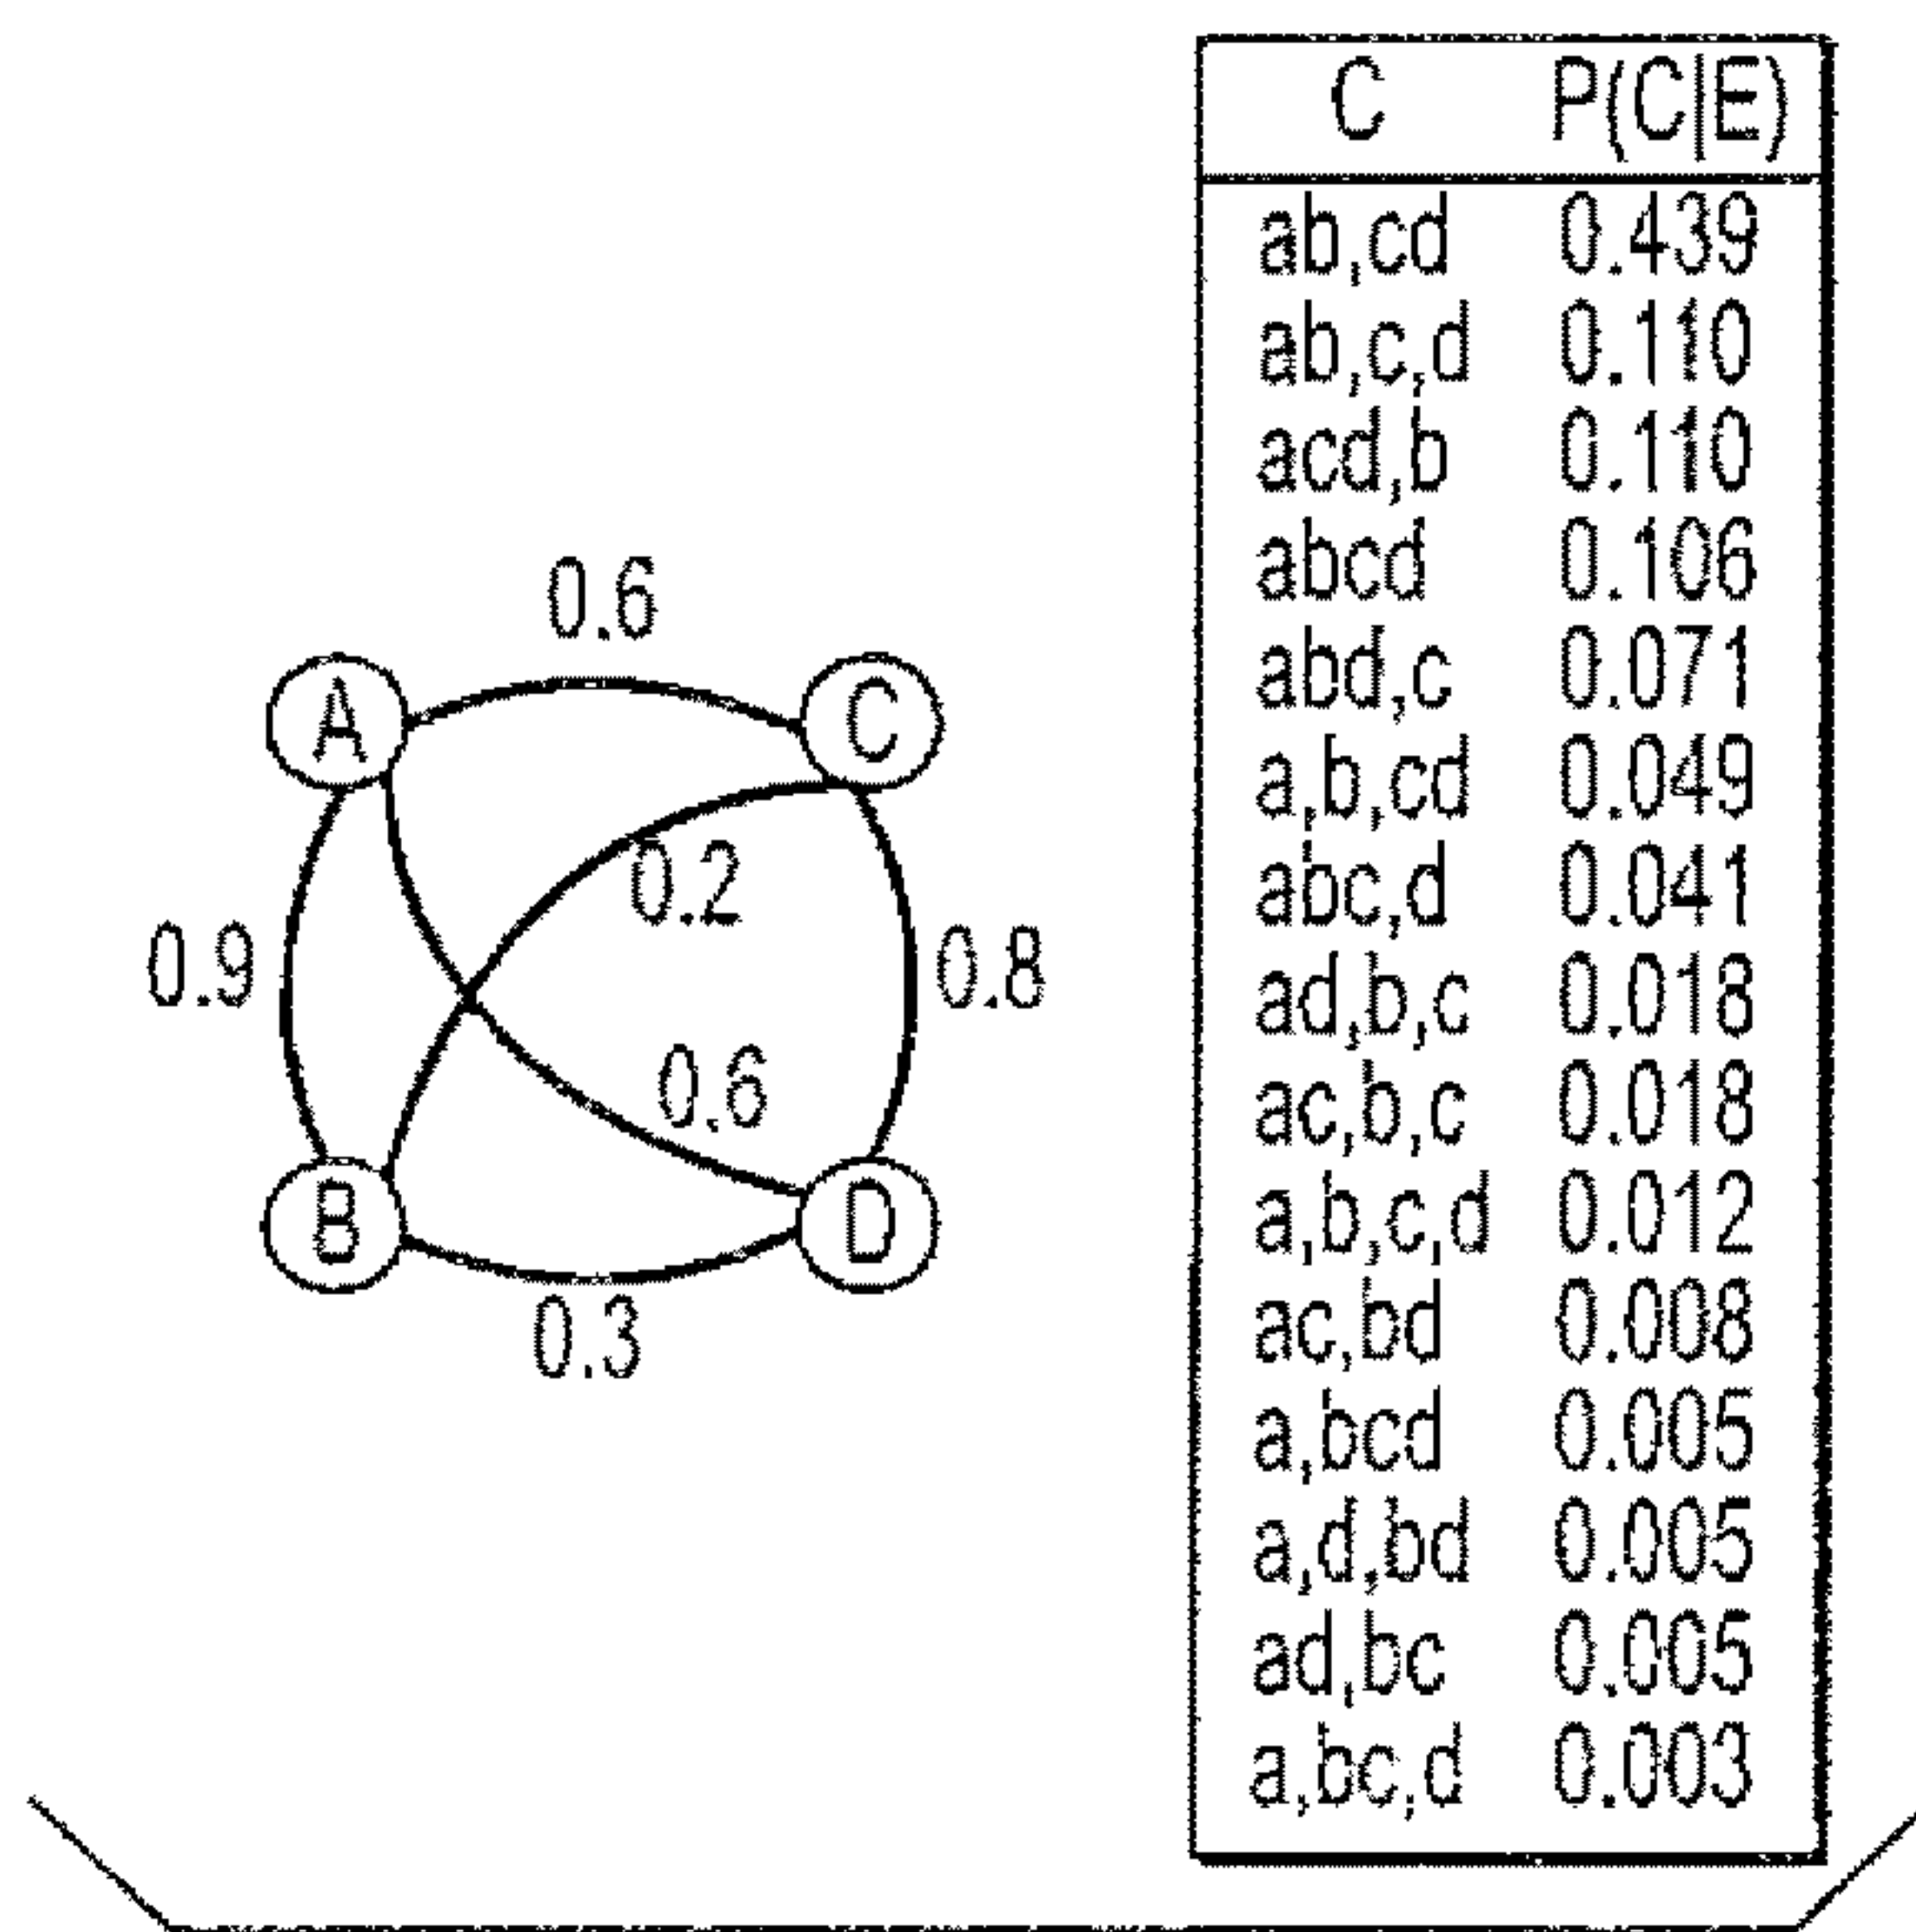 C P(C|E)
ab,cd 0.439
ab,c,d 0.110
acd,b 0.110
abcd 0.106
abd,c 0.071
a,b,cd 0.049
abc,d 0.041
ad,b,c 0.018
ac,b,c 0.018
a,b,c,d 0.012
ac,bd 0.008
a,bcd 0.005
a,d,bd 0.005
ad,bc 0.005
a,bc,d 0.003
0.6
A C
0.2
0.9 0.8
0.6
B D
0.3